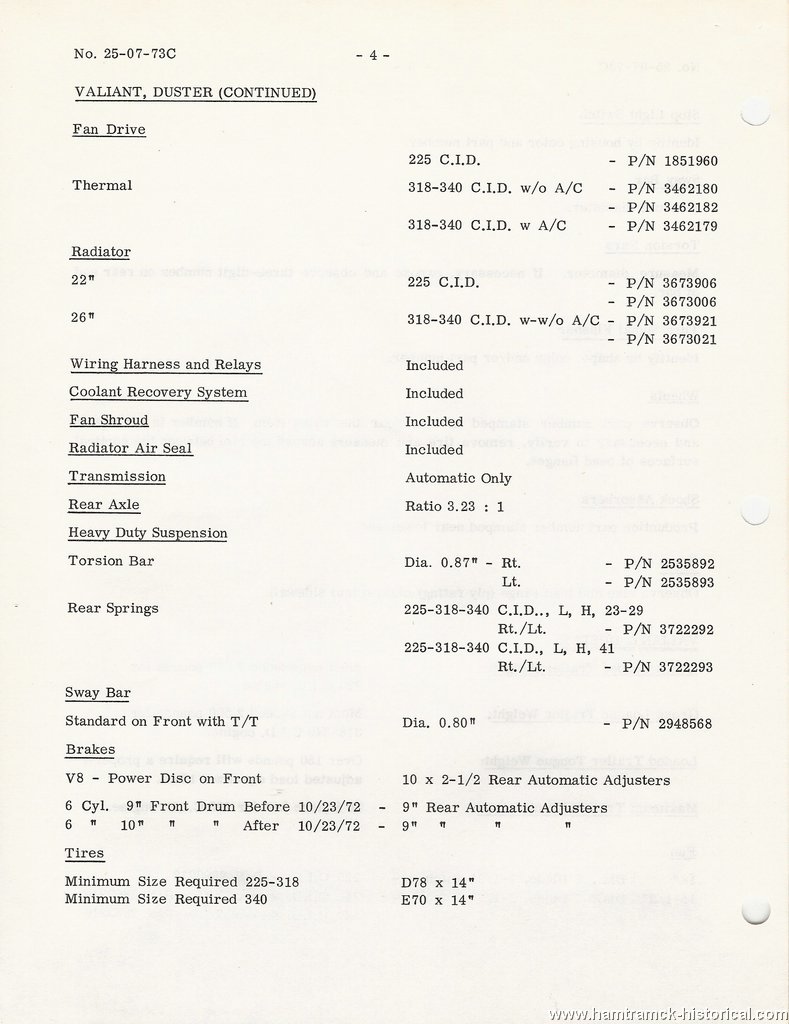 No. 25-07-73C - 4 -
VALIANT, DUSTER (CONTINUED)
Fan Drive
225 C.I.D. - P/N 1851960
Thermal 318-340 C.I.D. w/o A/C - P/N 3462180
- P/N 3462182
318-340 C.I.D. w A/C - P/N 3462179
Radiator
22" 225 C.I.D. - P/N 3673906
- P/N 3673006
26" 318-340 C.I.D. w-w/o A/C - P/N 3673921
- P/N 3673021
Wiring Harness and Relays Included
Coolant Recovery System Included
Fan Shroud Included
Radiator Air Seal Included
Transmission Automatic Only
Rear Axle Ratio 3.23 : 1
Heavy Duty Suspension
Torsion Bar Dia. 0.87" - Rt. - P/N 2535892
Lt. - P/N 2535893
Rear Springs 225-318-340 C.I.D.., L, H, 23-29
Rt./Lt. - P/N 3722292
225-318-340 C.I.D., L, H, 41
Rt./Lt. - P/N 3722293
Sway Bar
Standard on Front with T/T Dia. 0.80" - P/N 2948568
Brakes
V8 - Power Disc on Front 10 x 2-1/2 Rear Automatic Adjusters
6 Cyl. 9" Front Drum Before 10/23/72 - 9" Rear Automatic Adjusters
6 " 10" " " After 10/23/72 - 9" " " "
Tires
Minimum Size Required 225-318 D78 x 14"
Minimum Size Required 340 E70 x 14"
www.hamtramck-historical.com